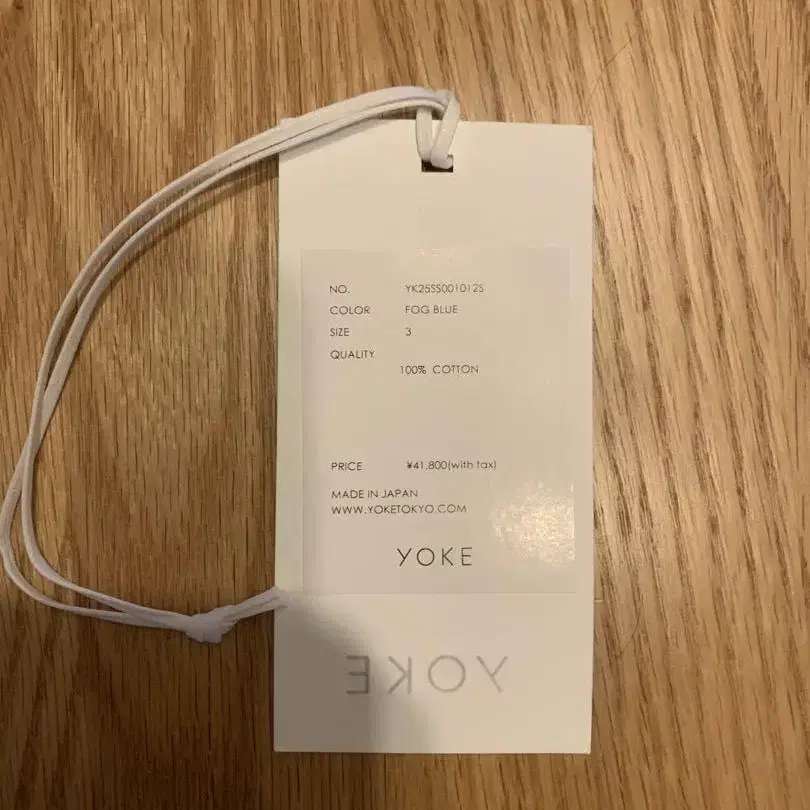 NO. YK25SS001012S
COLOR FOG BLUE
SIZE 3
QUALITY
100% COTTON
PRICE ¥41,800(with tax)
MADE IN JAPAN
WWW.YOKETOKYO.COM
YOKE
YOKE